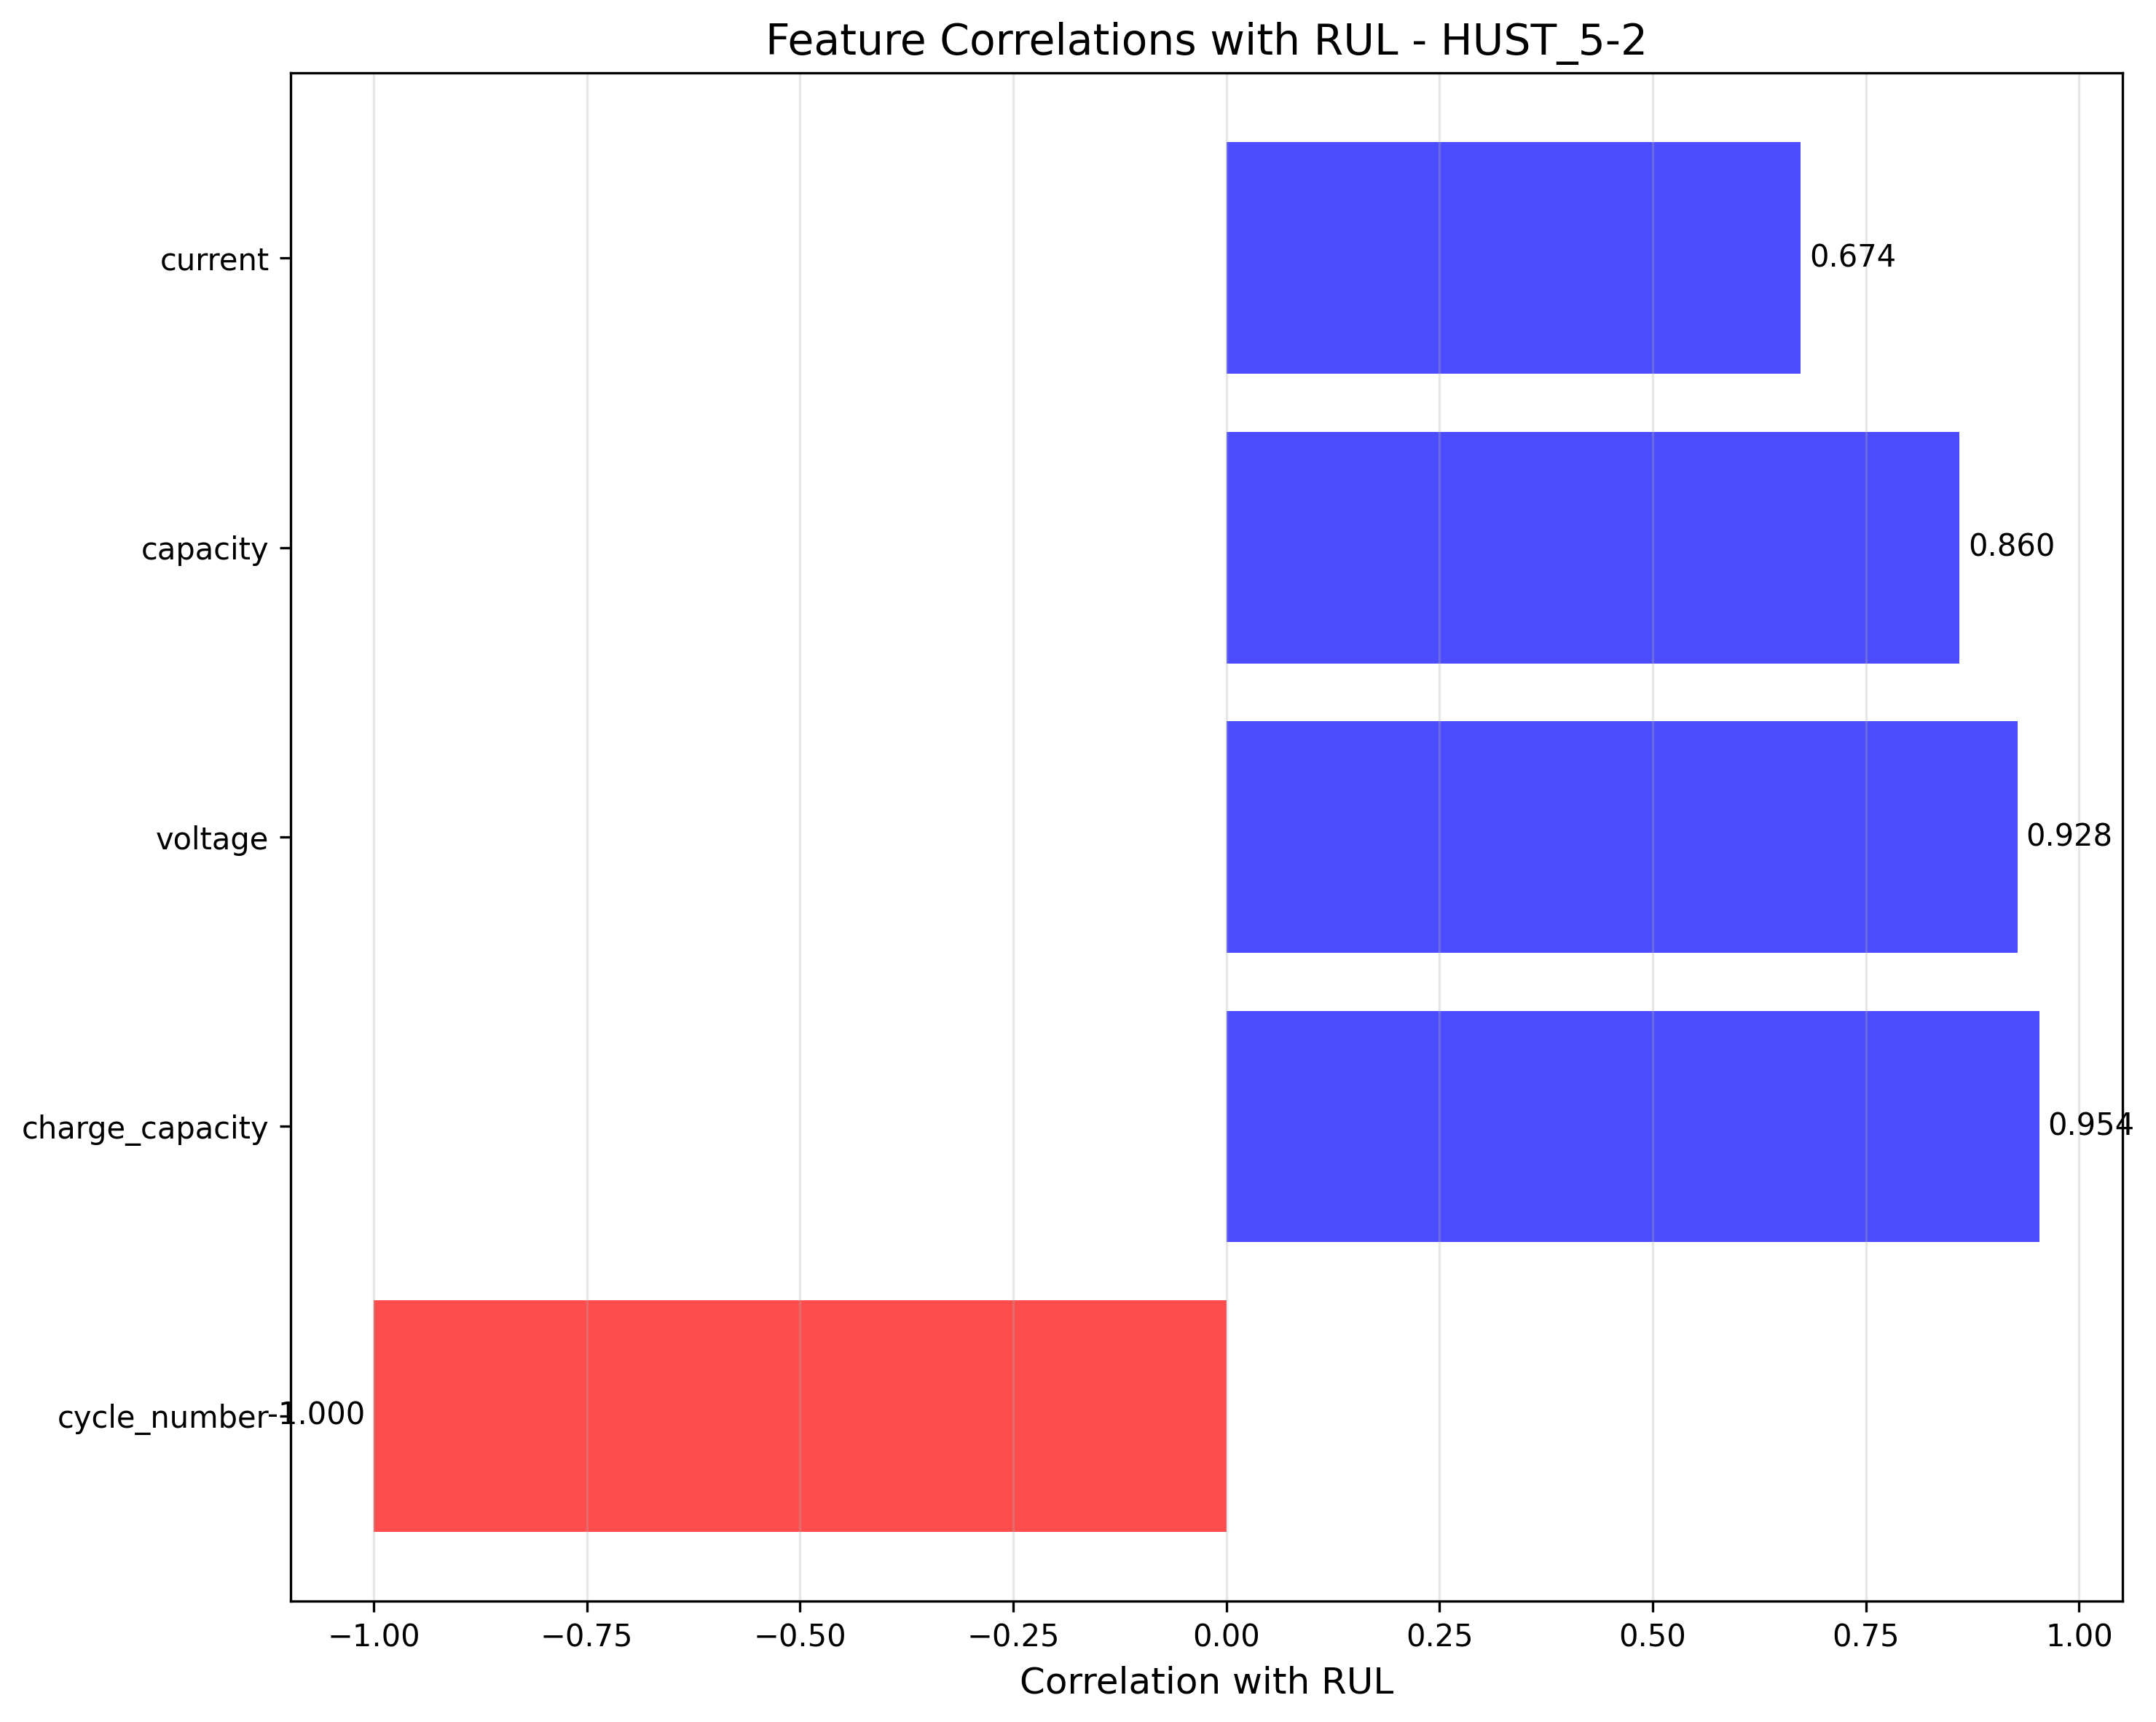 Feature Correlations with RUL - HUST_5-2
current
0.674
capacity
0.860
voltage
0.928
charge_capacity
0.954
cycle_number
-1.000
−1.00 −0.75 −0.50 −0.25 0.00 0.25 0.50 0.75 1.00
Correlation with RUL